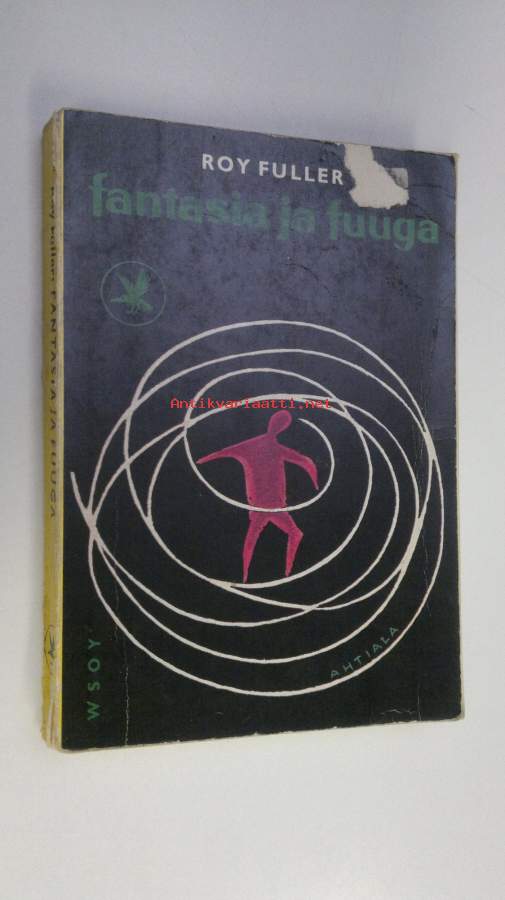 ROY FULLER
fantasia ja fuuga
Antikvariaatti.net
AHTIALA
WSOY
Roy Fuller: FANTASIA JA FUUGA